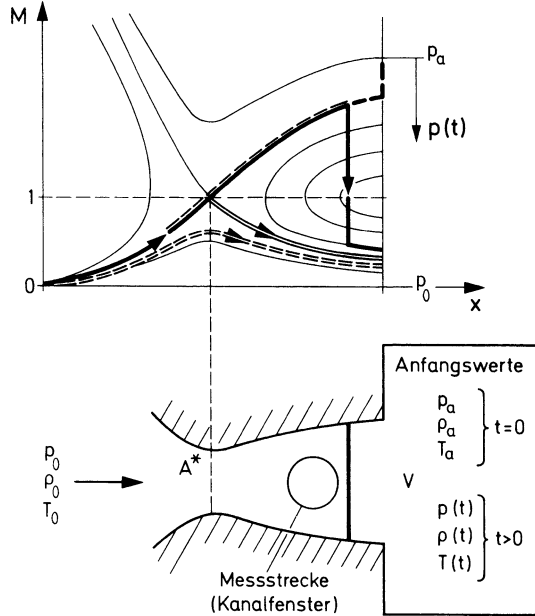 M
pₐ
p(t)
1
0
p₀
x
Anfangswerte
pₐ
ρₐ
Tₐ
t=0
V
p(t)
ρ(t)
T(t)
t>0
p₀
ρ₀
T₀
A*
Messstrecke
(Kanalfenster)